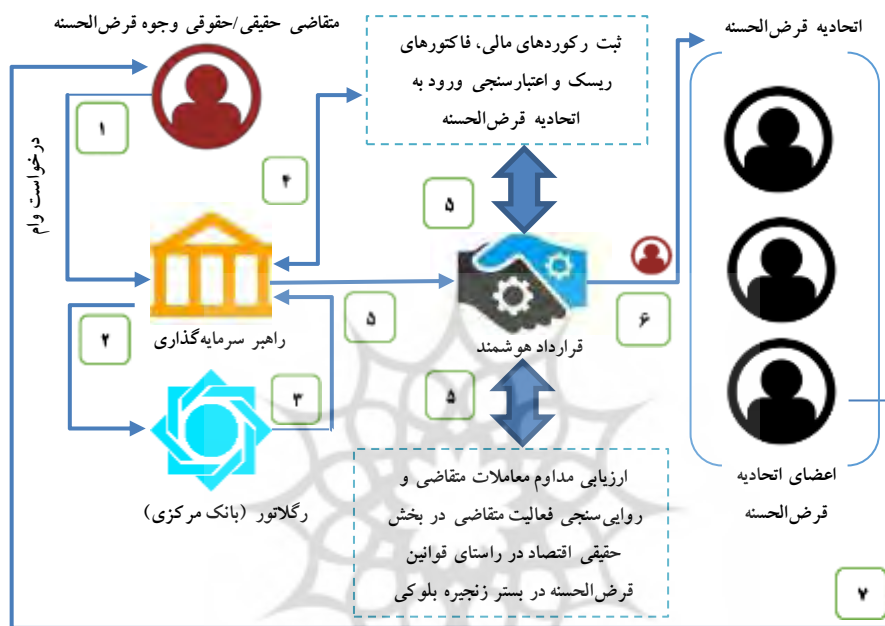 متقاضی حقیقی/حقوقی وجوه قرض‌الحسنه
اتحادیه قرض‌الحسنه
ثبت رکوردهای مالی، فاکتورهای
ریسک و اعتبارسنجی ورود به
اتحادیه قرض‌الحسنه
۱
درخواست وام
۴
۵
راهبر سرمایه‌گذاری
۲
۵
قرارداد هوشمند
۶
۳
رگلاتور (بانک مرکزی)
۵
ارزیابی مداوم معاملات متقاضی و
روایی‌سنجی فعالیت متقاضی در بخش
حقیقی اقتصاد در راستای قوانین
قرض‌الحسنه در بستر زنجیره بلوکی
اعضای اتحادیه
قرض‌الحسنه
۷